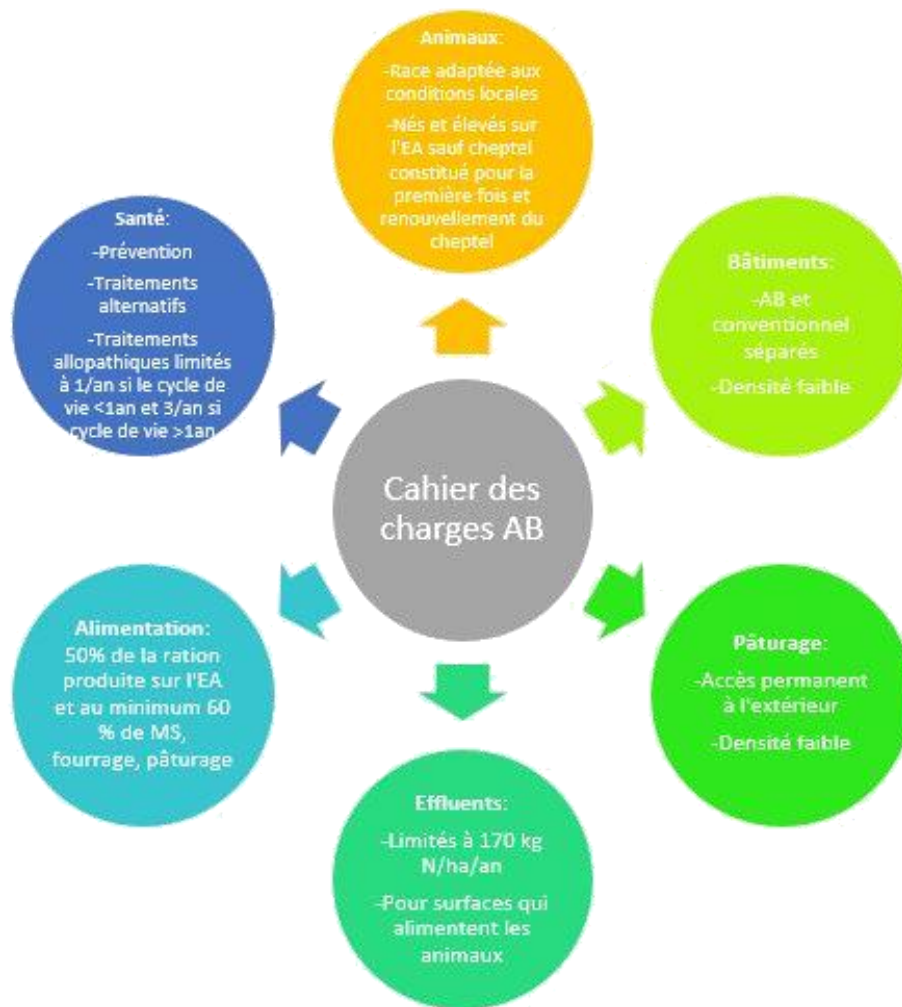 Animaux:
-Race adaptée aux
conditions locales
-Nés et élevés sur
l'EA sauf cheptel
constitué pour la
première fois et
renouvellement du
cheptel
Bâtiments:
-AB et
conventionnel
séparés
-Densité faible
Pâturage:
-Accès permanent
à l'extérieur
-Densité faible
Effluents:
-Limités à 170 kg
N/ha/an
-Pour surfaces qui
alimentent les
animaux
Alimentation:
50% de la ration
produite sur l'EA
et au minimum 60
% de MS,
fourrage, pâturage
Santé:
-Prévention
-Traitements
alternatifs
-Traitements
allopathiques limités
à 1/an si le cycle de
vie <1an et 3/an si
cycle de vie >1an
Cahier des
charges AB